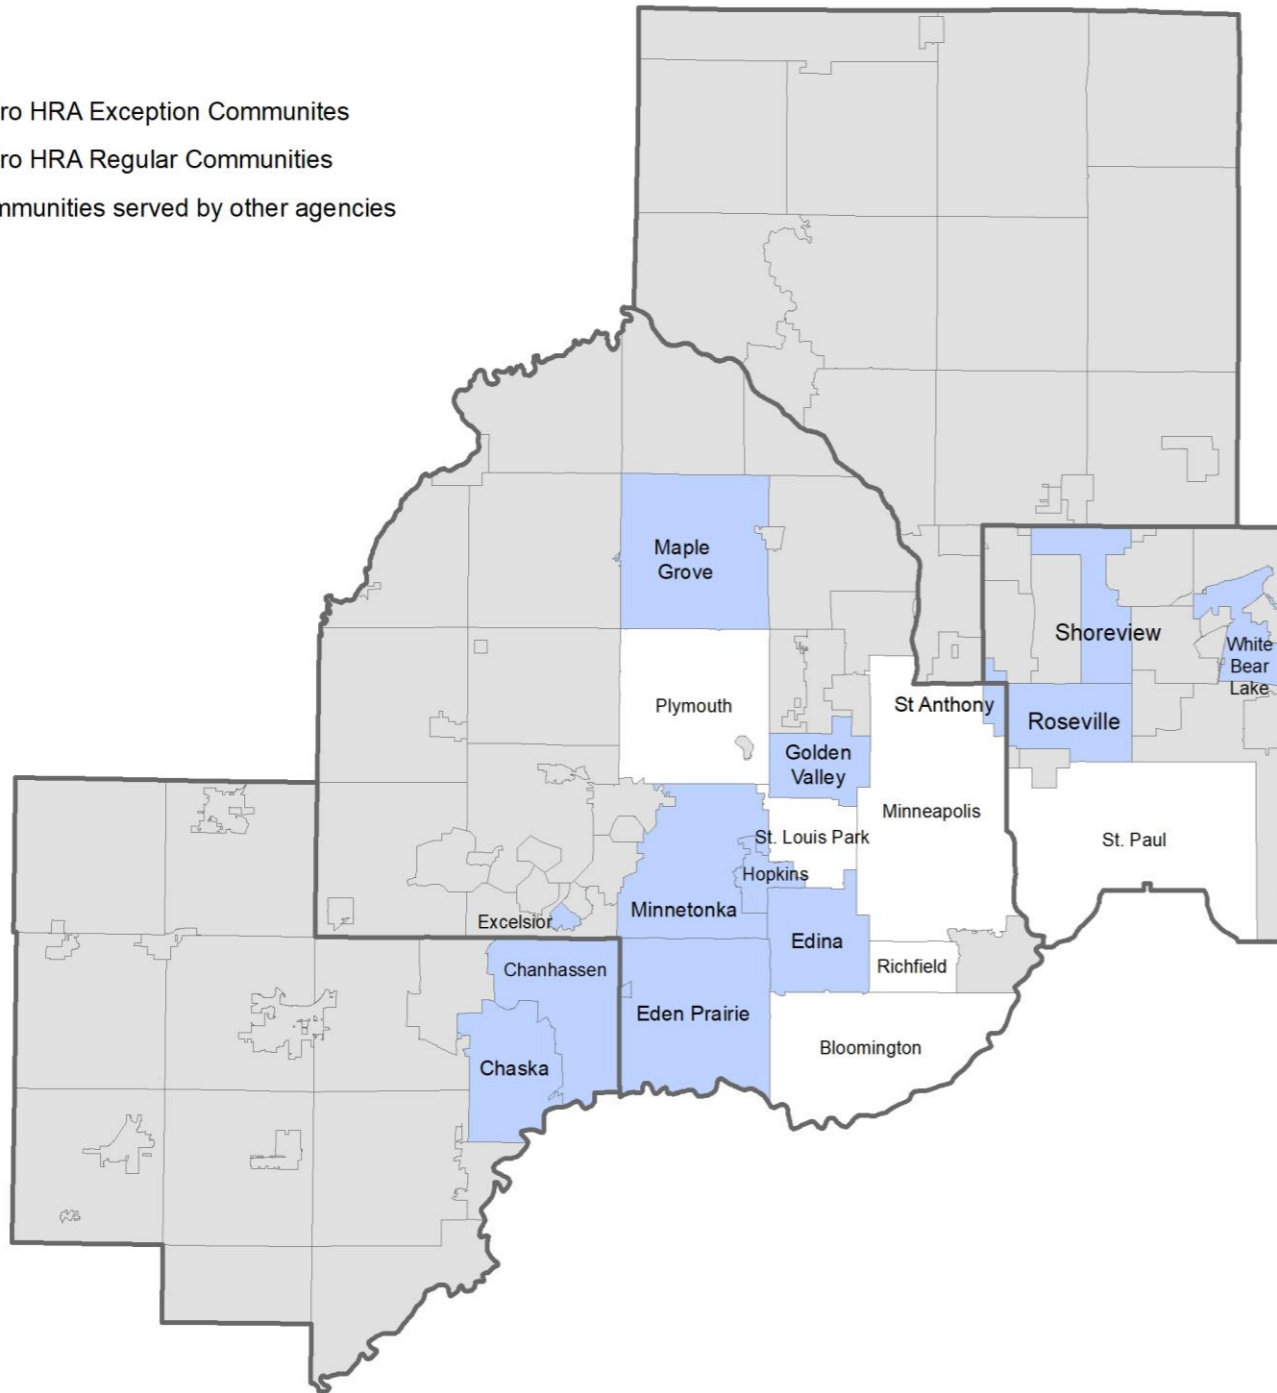 ro HRA Exception Communites
ro HRA Regular Communities
mmunities served by other agencies
Maple
Grove
Shoreview
White
Bear
Lake
Plymouth
St Anthony
Roseville
Golden
Valley
Minneapolis
St. Louis Park
St. Paul
Hopkins
Minnetonka
Excelsior
Edina
Chanhassen
Richfield
Eden Prairie
Bloomington
Chaska